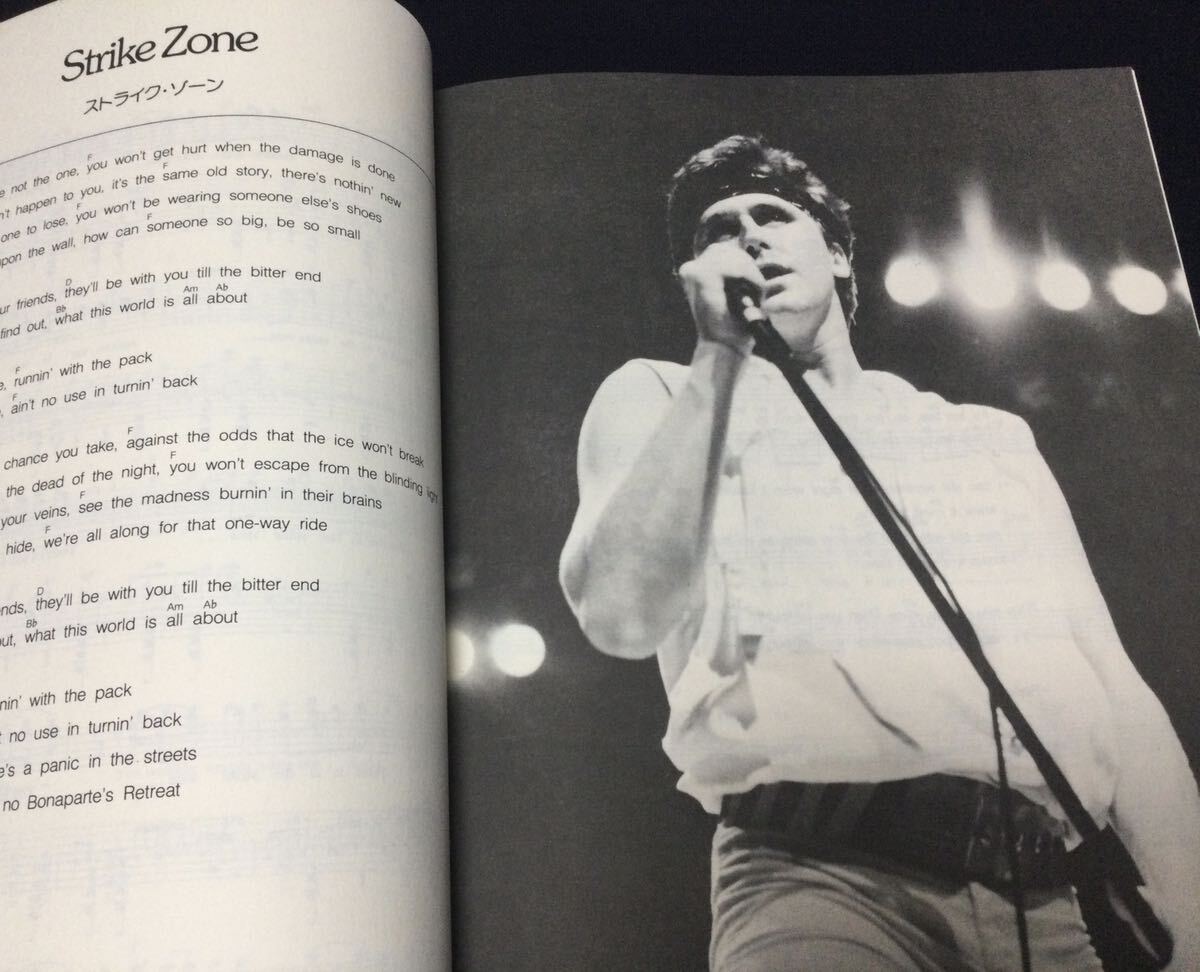 Strike Zone
ストライク・ゾーン
F
not the one, you won't get hurt when the damage is done
F
happen to you, it's the same old story, there's nothin' new
F
one to lose, you won't be wearing someone else's shoes
F
upon the wall, how can someone so big, be so small
D
friends, they'll be with you till the bitter end
Bb Am Ab
find out, what this world is all about
F
runnin' with the pack
F
ain't no use in turnin' back
F
chance you take, against the odds that the ice won't break
F
the dead of the night, you won't escape from the blinding light
F
your veins, see the madness burnin' in their brains
F
hide, we're all along for that one-way ride
D
they'll be with you till the bitter end
Bb Am Ab
what this world is all about
with the pack
no use in turnin' back
a panic in the streets
no Bonaparte's Retreat